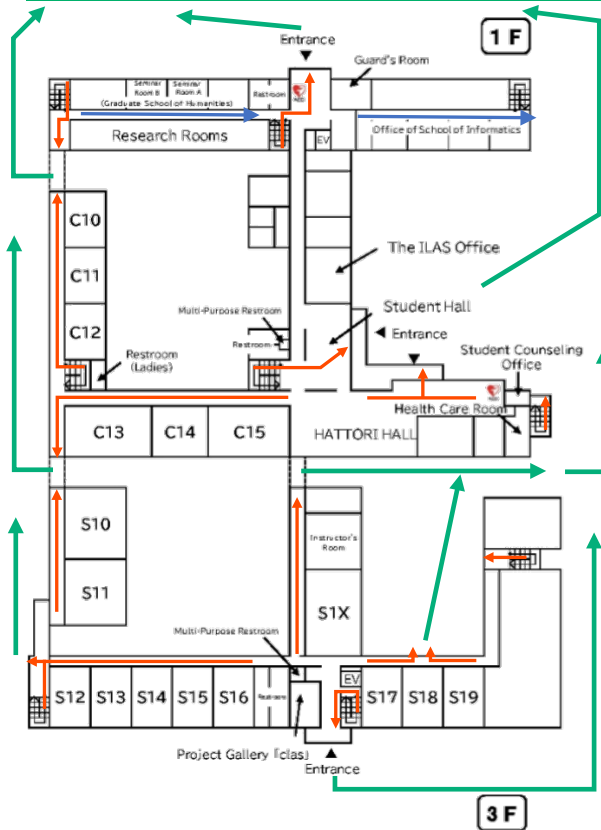 1 F
Entrance
Guard's Room
Seminar Room B
Seminar Room A
Restroom
AED
(Graduate School of Humanities)
Research Rooms
EV
Office of School of Informatics
C10
C11
C12
The ILAS Office
Multi-Purpose Restroom
Student Hall
Restroom
Entrance
Restroom
(Ladies)
Student Counseling
Office
AED
Health Care Room
C13
C14
C15
HATTORI HALL
S10
S11
Instructor's
Room
S1X
Multi-Purpose Restroom
S12
S13
S14
S15
S16
Restroom
EV
S17
S18
S19
Project Gallery「clas」
Entrance
3 F